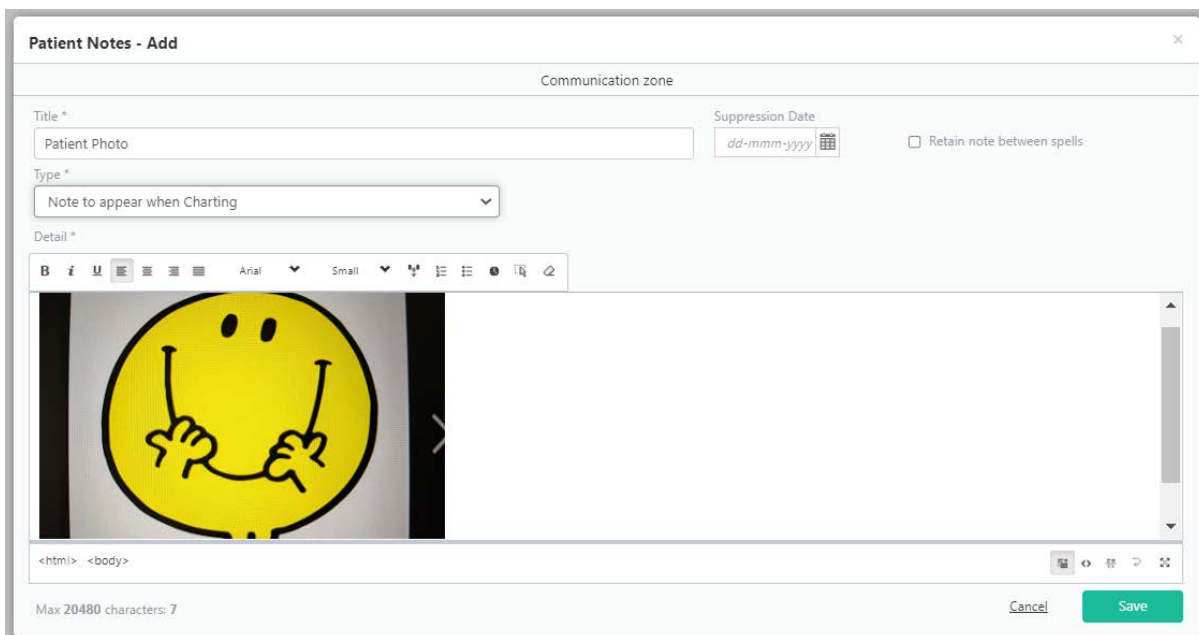 Patient Notes - Add
Communication zone
Title *
Suppression Date
Patient Photo
dd-mmm-yyyy
Retain note between spells
Type *
Note to appear when Charting
Detail *
B i U Arial Small
<html> <body>
Max 20480 characters: 7
Cancel
Save